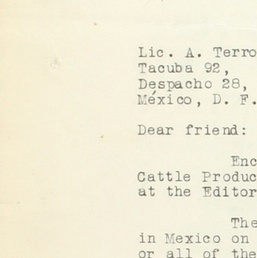 Lic. A. Terro
Tacuba 92,
Despacho 28,
México, D. F.
Dear friend:
Enc
Cattle Produc
at the Editor
The
in Mexico on
or all of the